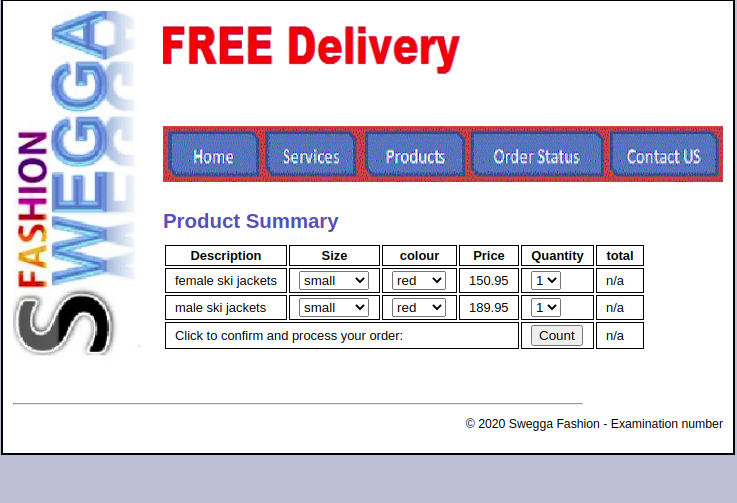 SWEGGA
FASHION
FREE Delivery
Home Services Products Order Status Contact US
Product Summary
Description Size colour Price Quantity total
female ski jackets small red 150.95 1 n/a
male ski jackets small red 189.95 1 n/a
Click to confirm and process your order: Count n/a
© 2020 Swegga Fashion - Examination number